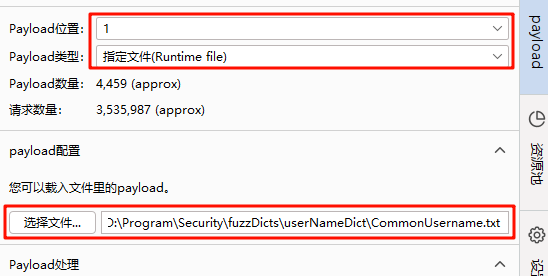 Payload位置: 1
Payload类型: 指定文件(Runtime file)
Payload数量: 4,459 (approx)
请求数量: 3,535,987 (approx)
payload配置
您可以载入文件里的payload。
选择文件... D:\Program\Security\fuzzDicts\userNameDict\CommonUsername.txt
Payload处理
payload
资源池